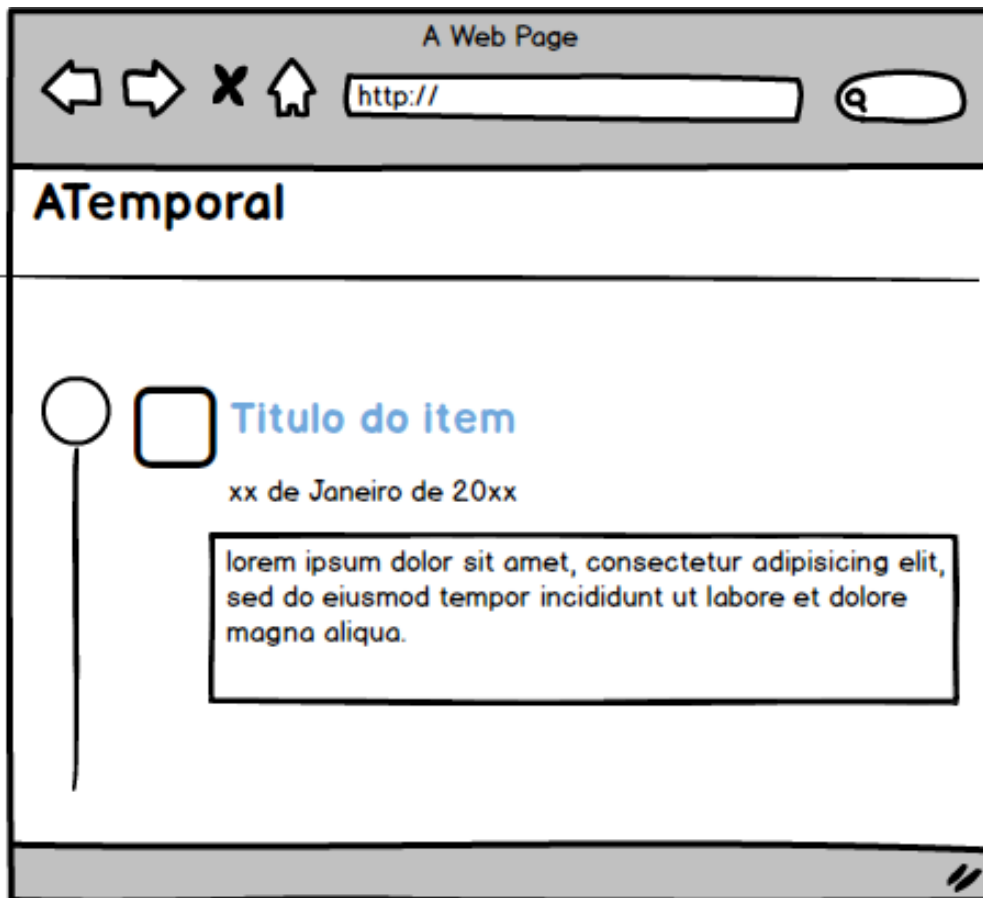 A Web Page
http://
ATemporal
Titulo do item
xx de Janeiro de 20xx
lorem ipsum dolor sit amet, consectetur adipisicing elit,
sed do eiusmod tempor incididunt ut labore et dolore
magna aliqua.